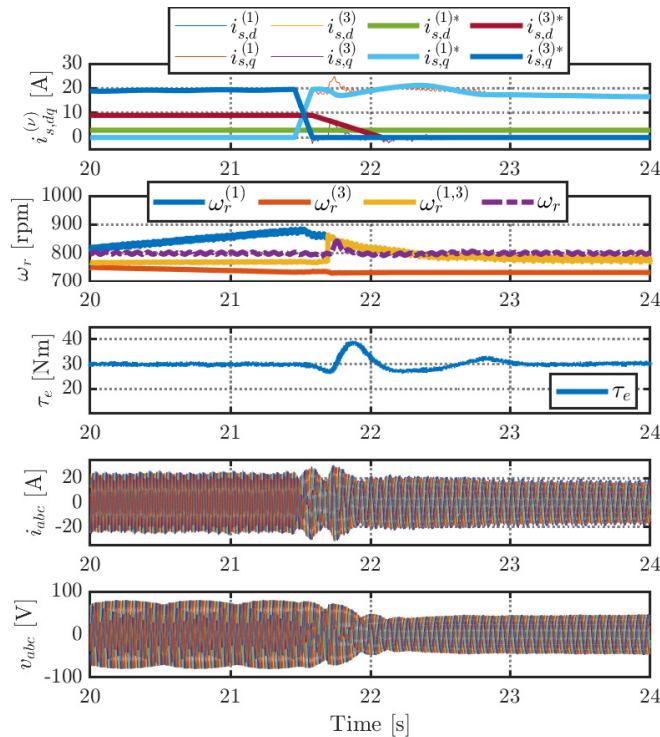 i_{s,d}^{(1)} i_{s,d}^{(3)} i_{s,d}^{(1)*} i_{s,d}^{(3)*}
i_{s,q}^{(1)} i_{s,q}^{(3)} i_{s,q}^{(1)*} i_{s,q}^{(3)*}
i_{s,dq}^{(ν)} [A]
30
20
10
0
20 21 22 23 24
ω_r^{(1)} ω_r^{(3)} ω_r^{(1,3)} ω_r
ω_r [rpm]
1000
900
800
700
20 21 22 23 24
τ_e [Nm]
40
30
20
τ_e
20 21 22 23 24
i_{abc} [A]
20
0
-20
20 21 22 23 24
v_{abc} [V]
100
0
-100
20 21 22 23 24
Time [s]